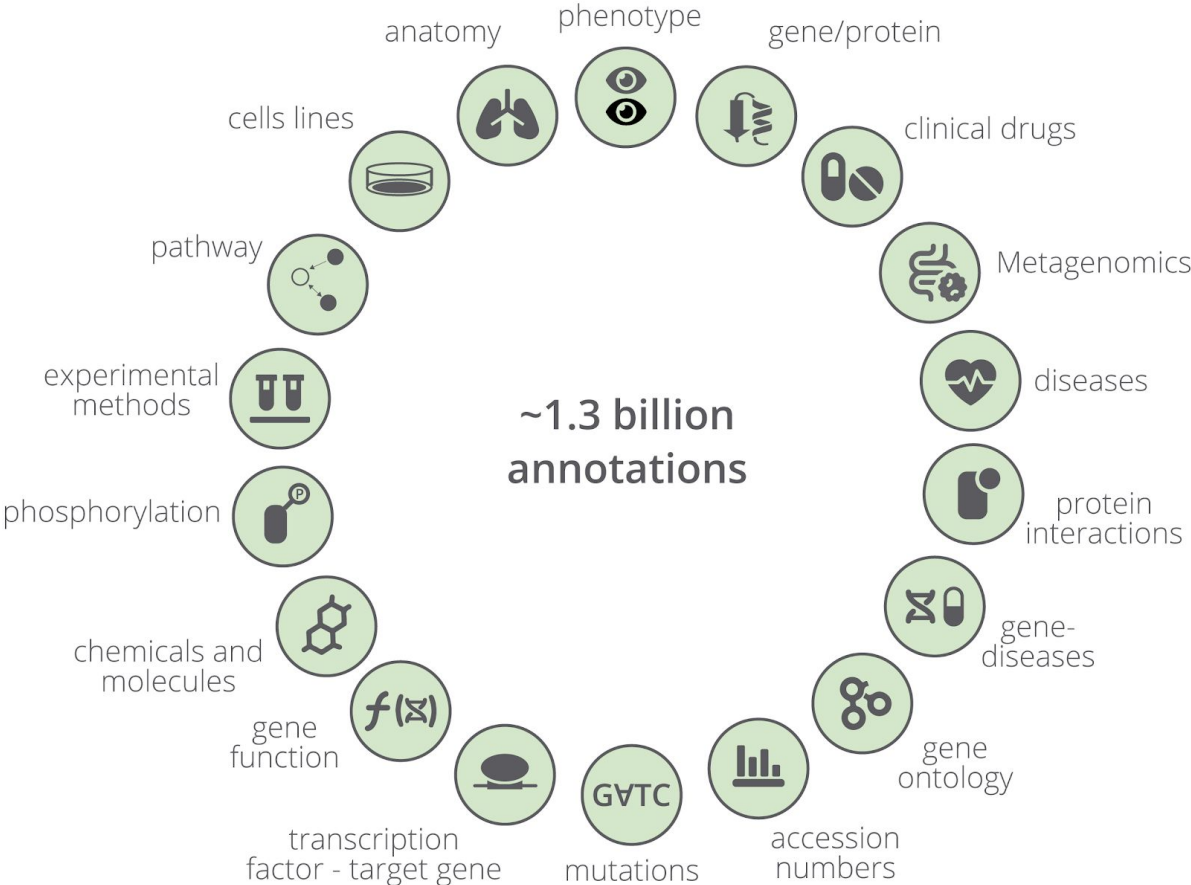 phenotype
gene/protein
clinical drugs
Metagenomics
diseases
protein
interactions
gene-
diseases
gene
ontology
accession
numbers
G∀TC
mutations
transcription
factor - target gene
f(
)
gene
function
chemicals and
molecules
P
phosphorylation
experimental
methods
pathway
cells lines
anatomy
~1.3 billion
annotations